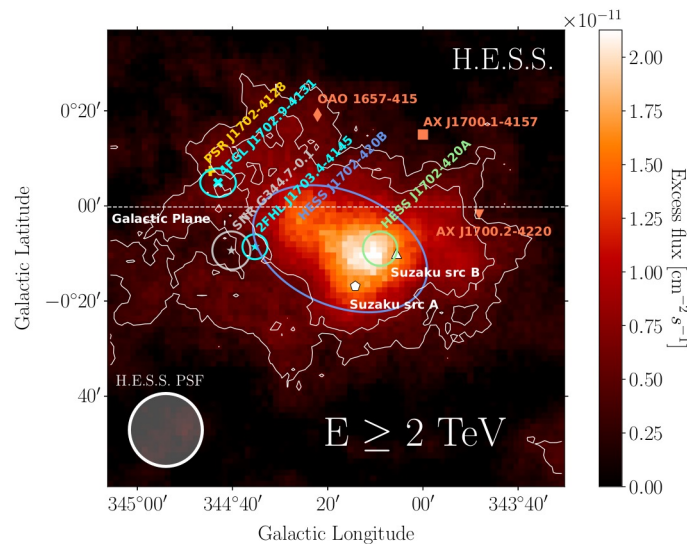 ×10⁻¹¹
H.E.S.S.
PSR J1702-4128
4FGL J1702.9-4131
OAO 1657-415
AX J1700.1-4157
SNR G344.7-0.1
2FHL J1703.4-4145
HESS J1702-420B
HESS J1702-420A
Galactic Plane
AX J1700.2-4220
Suzaku src B
Suzaku src A
H.E.S.S. PSF
E ≥ 2 TeV
0°20′
00′
−0°20′
40′
Galactic Latitude
345°00′ 344°40′ 20′ 00′ 343°40′
Galactic Longitude
2.00
1.75
1.50
1.25
1.00
0.75
0.50
0.25
0.00
Excess flux [cm⁻² s⁻¹]